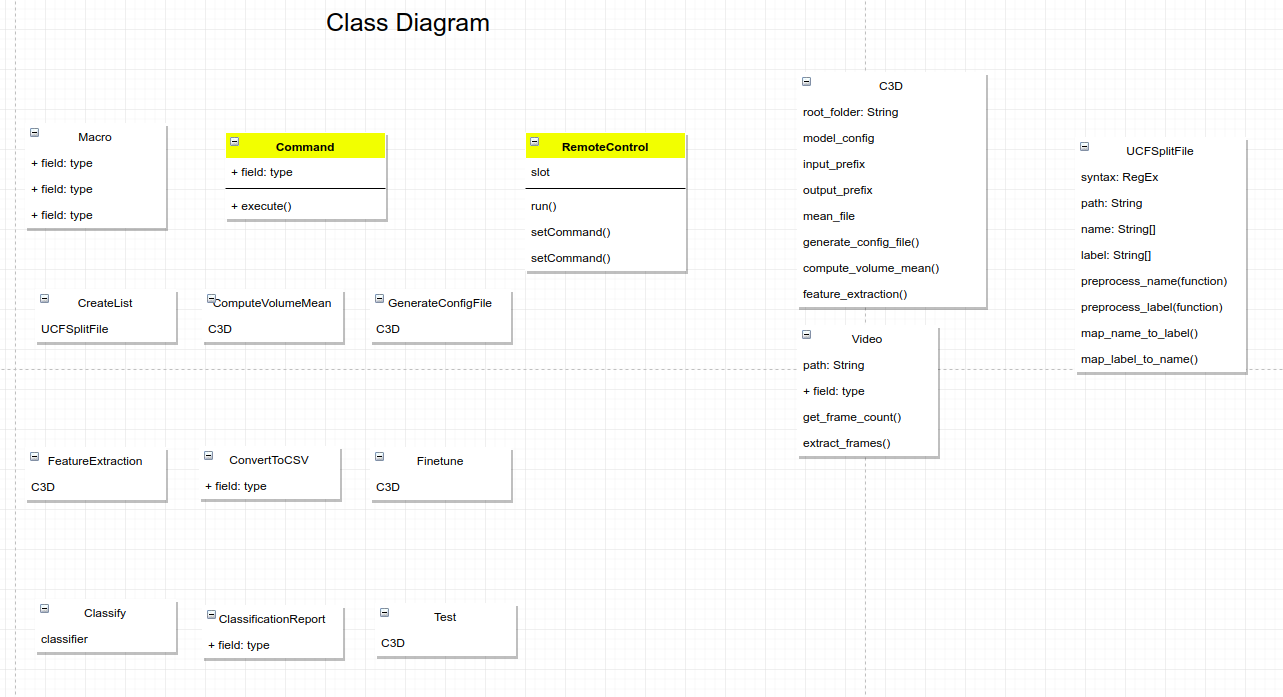 Class Diagram
Macro
+ field: type
+ field: type
+ field: type
Command
+ field: type
+ execute()
RemoteControl
slot
run()
setCommand()
setCommand()
C3D
root_folder: String
model_config
input_prefix
output_prefix
mean_file
generate_config_file()
compute_volume_mean()
feature_extraction()
UCFSplitFile
syntax: RegEx
path: String
name: String[]
label: String[]
preprocess_name(function)
preprocess_label(function)
map_name_to_label()
map_label_to_name()
CreateList
UCFSplitFile
ComputeVolumeMean
C3D
GenerateConfigFile
C3D
Video
path: String
+ field: type
get_frame_count()
extract_frames()
FeatureExtraction
C3D
ConvertToCSV
+ field: type
Finetune
C3D
Classify
classifier
ClassificationReport
+ field: type
Test
C3D